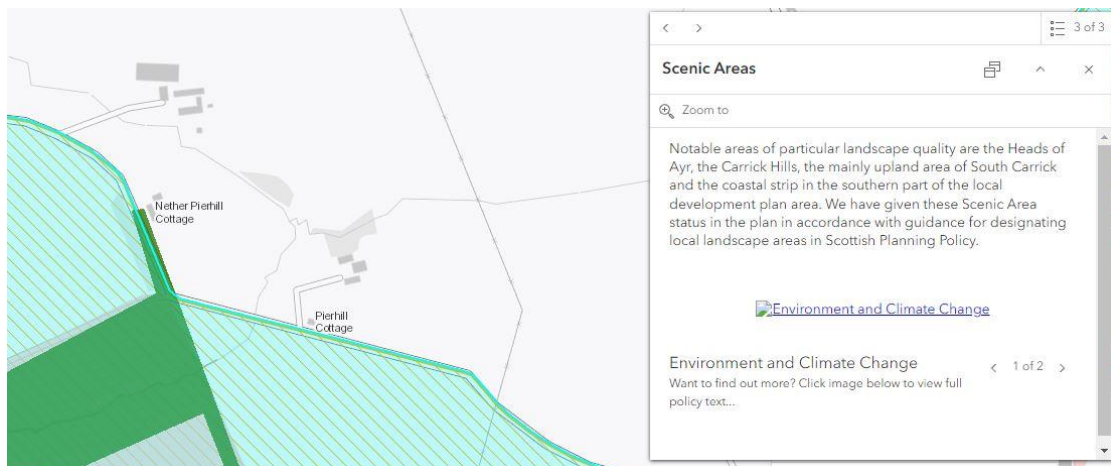 3 of 3
Scenic Areas
Zoom to
Notable areas of particular landscape quality are the Heads of
Ayr, the Carrick Hills, the mainly upland area of South Carrick
and the coastal strip in the southern part of the local
development plan area. We have given these Scenic Area
status in the plan in accordance with guidance for designating
local landscape areas in Scottish Planning Policy.
Environment and Climate Change
Environment and Climate Change
1 of 2
Want to find out more? Click image below to view full
policy text...
Nether Pierhill
Cottage
Pierhill
Cottage